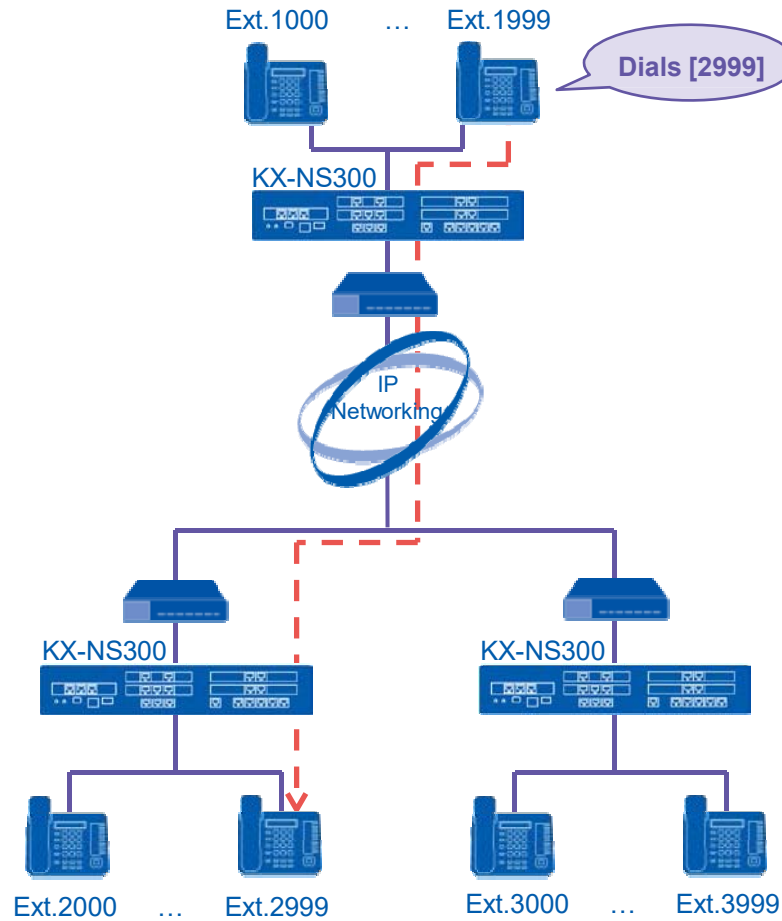 Ext.1000 ... Ext.1999
Dials [2999]
KX-NS300
IP
Networking
KX-NS300 KX-NS300
Ext.2000 ... Ext.2999 Ext.3000 ... Ext.3999